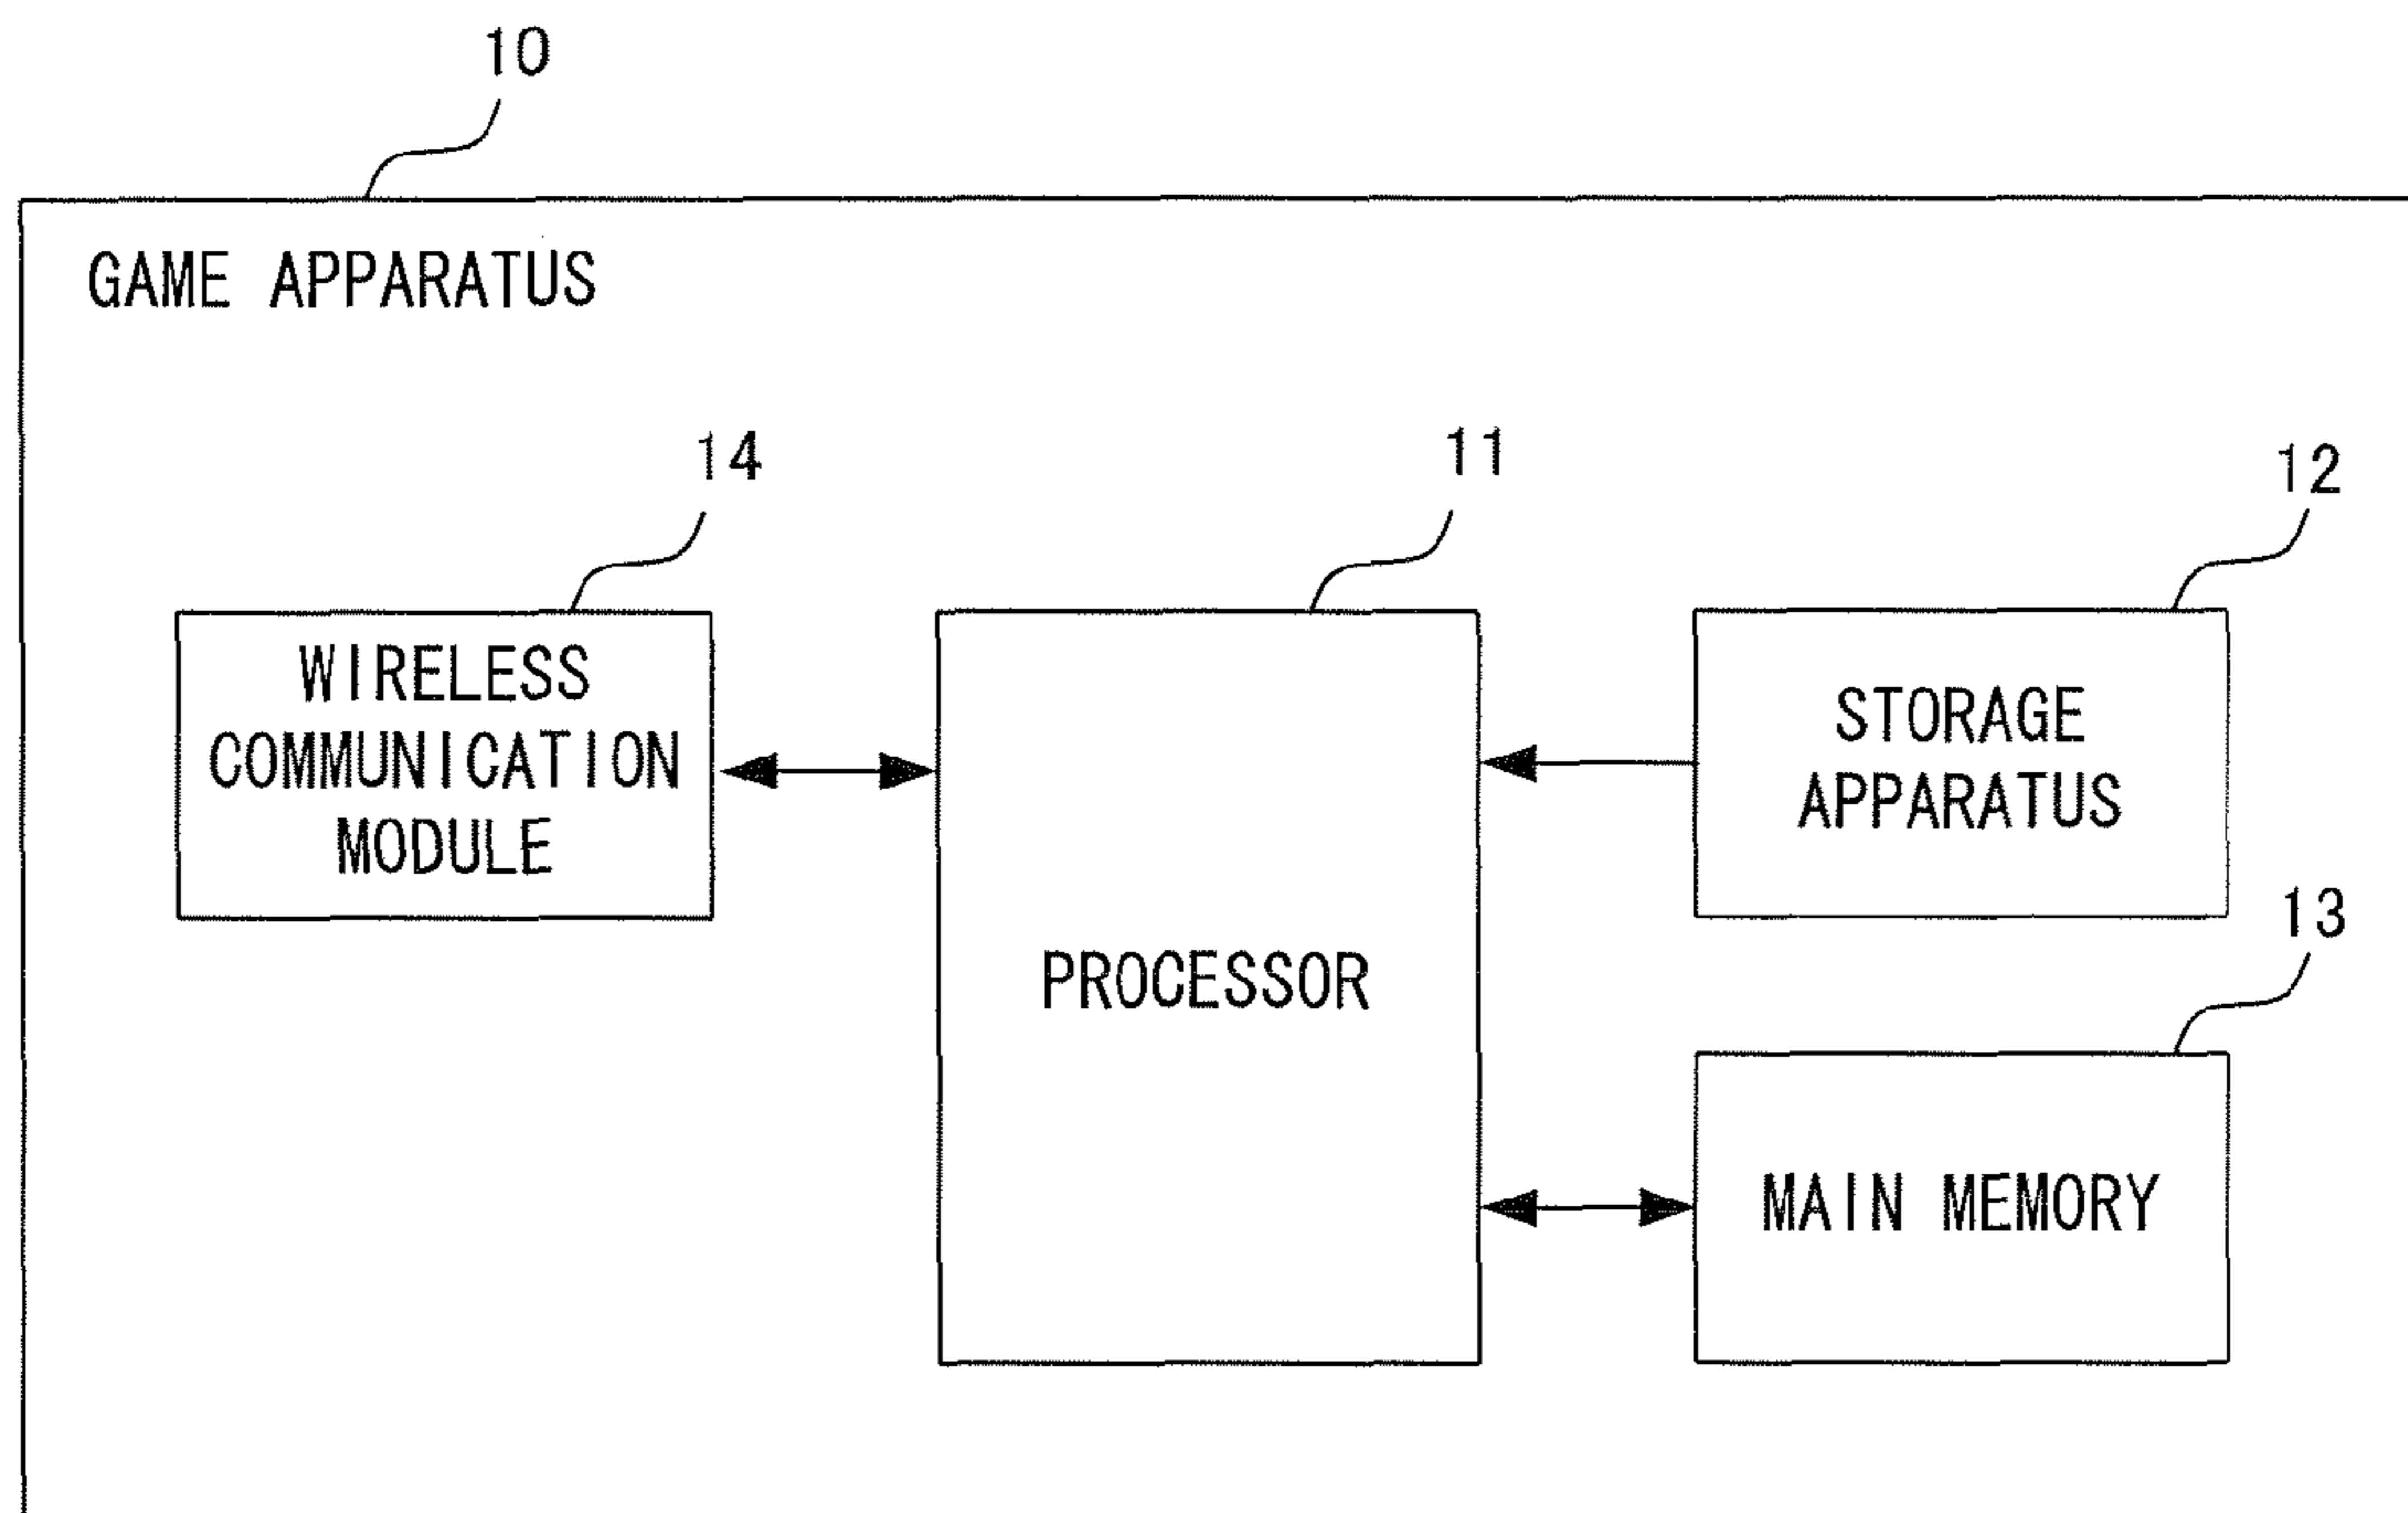 10
GAME APPARATUS
14
11
12
WIRELESS
COMMUNICATION
MODULE
STORAGE
APPARATUS
13
PROCESSOR
MAIN MEMORY